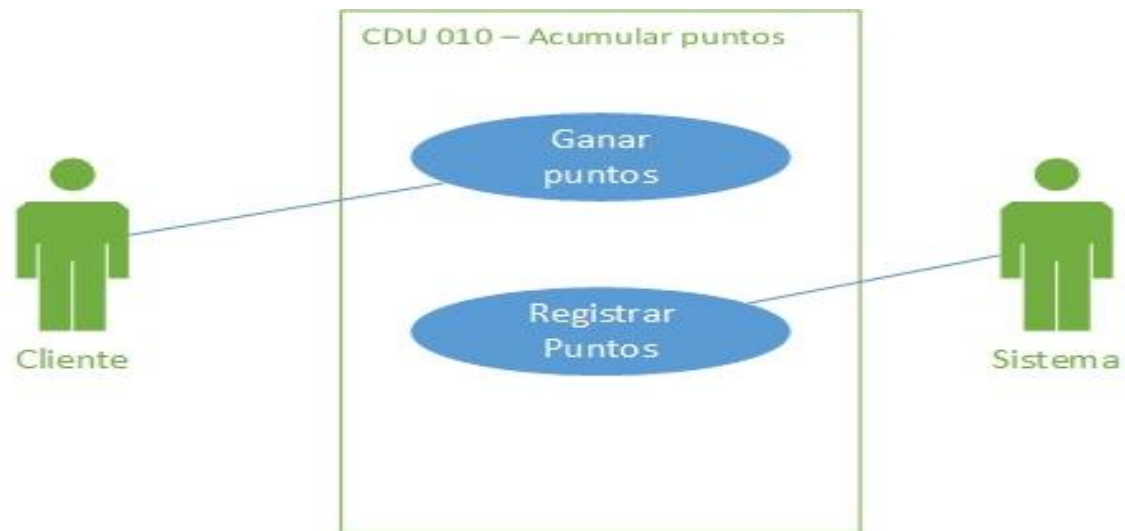 CDU 010 – Acumular puntos
Ganar
puntos
Registrar
Puntos
Cliente
Sistema